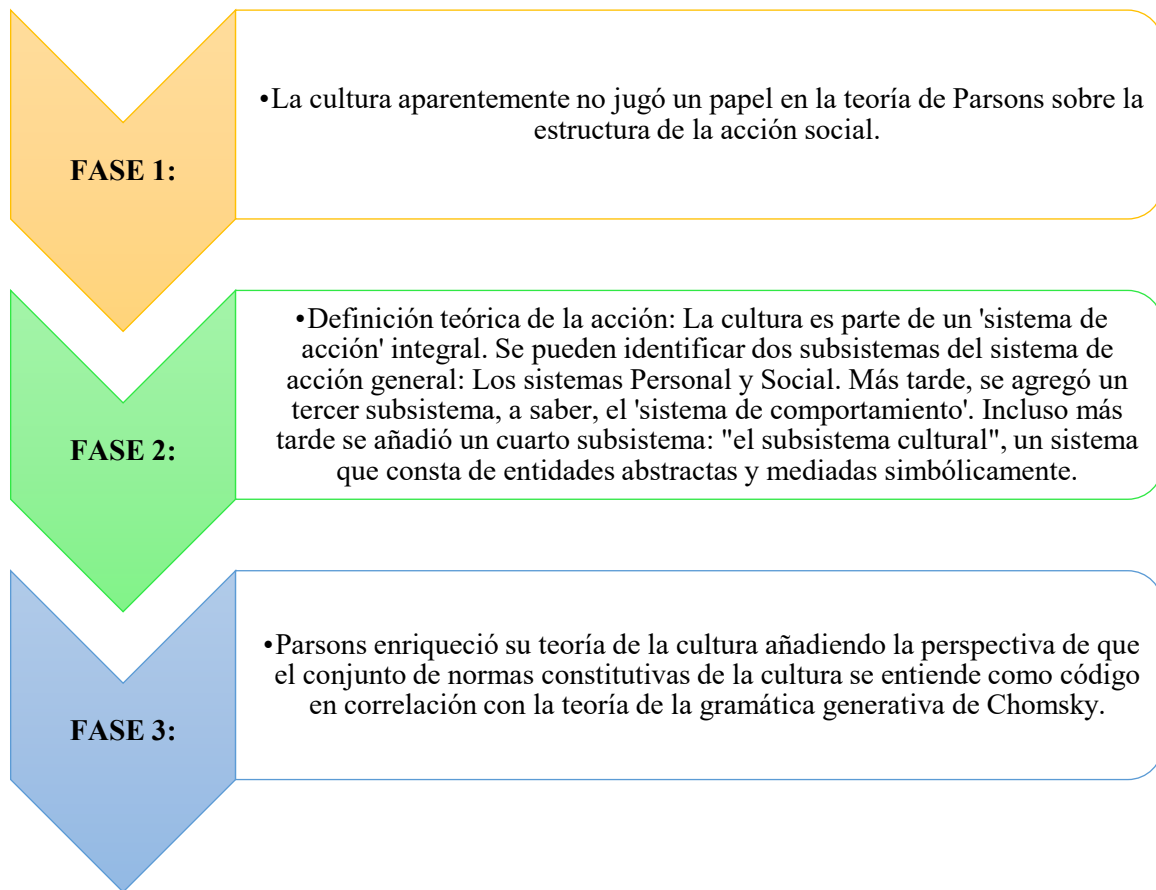 FASE 1:
•La cultura aparentemente no jugó un papel en la teoría de Parsons sobre la
estructura de la acción social.
FASE 2:
•Definición teórica de la acción: La cultura es parte de un 'sistema de
acción' integral. Se pueden identificar dos subsistemas del sistema de
acción general: Los sistemas Personal y Social. Más tarde, se agregó un
tercer subsistema, a saber, el 'sistema de comportamiento'. Incluso más
tarde se añadió un cuarto subsistema: "el subsistema cultural", un sistema
que consta de entidades abstractas y mediadas simbólicamente.
FASE 3:
•Parsons enriqueció su teoría de la cultura añadiendo la perspectiva de que
el conjunto de normas constitutivas de la cultura se entiende como código
en correlación con la teoría de la gramática generativa de Chomsky.